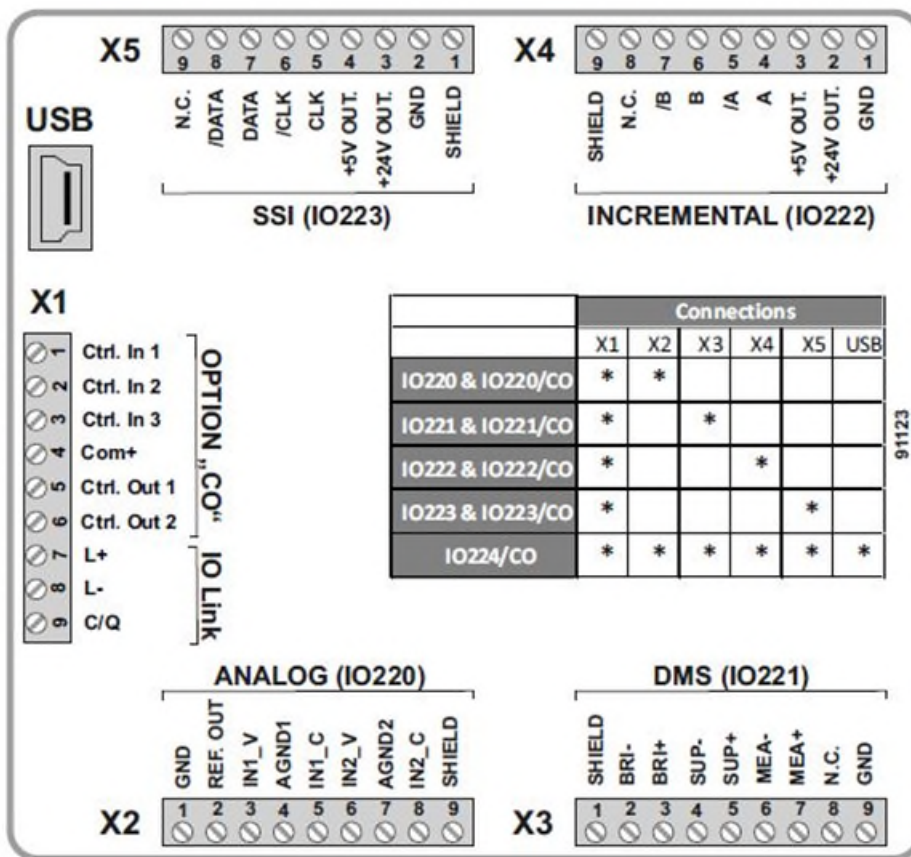 X5
9 8 7 6 5 4 3 2 1
N.C. /DATA DATA /CLK CLK +5V OUT. +24V OUT. GND SHIELD
SSI (IO223)
X4
9 8 7 6 5 4 3 2 1
SHIELD N.C. /B B /A A +5V OUT. +24V OUT. GND
INCREMENTAL (IO222)
USB
X1
1 Ctrl. In 1
2 Ctrl. In 2
3 Ctrl. In 3
4 Com+
5 Ctrl. Out 1
6 Ctrl. Out 2
7 L+
8 L-
9 C/Q
OPTION „CO“
IO Link
Connections
X1 X2 X3 X4 X5 USB
IO220 & IO220/CO * *
IO221 & IO221/CO * *
IO222 & IO222/CO * *
IO223 & IO223/CO * *
IO224/CO * * * * * *
91123
ANALOG (IO220)
GND REF. OUT IN1_V AGND1 IN1_C IN2_V AGND2 IN2_C SHIELD
X2
1 2 3 4 5 6 7 8 9
DMS (IO221)
SHIELD BRI- BRI+ SUP- SUP+ MEA- MEA+ N.C. GND
X3
1 2 3 4 5 6 7 8 9